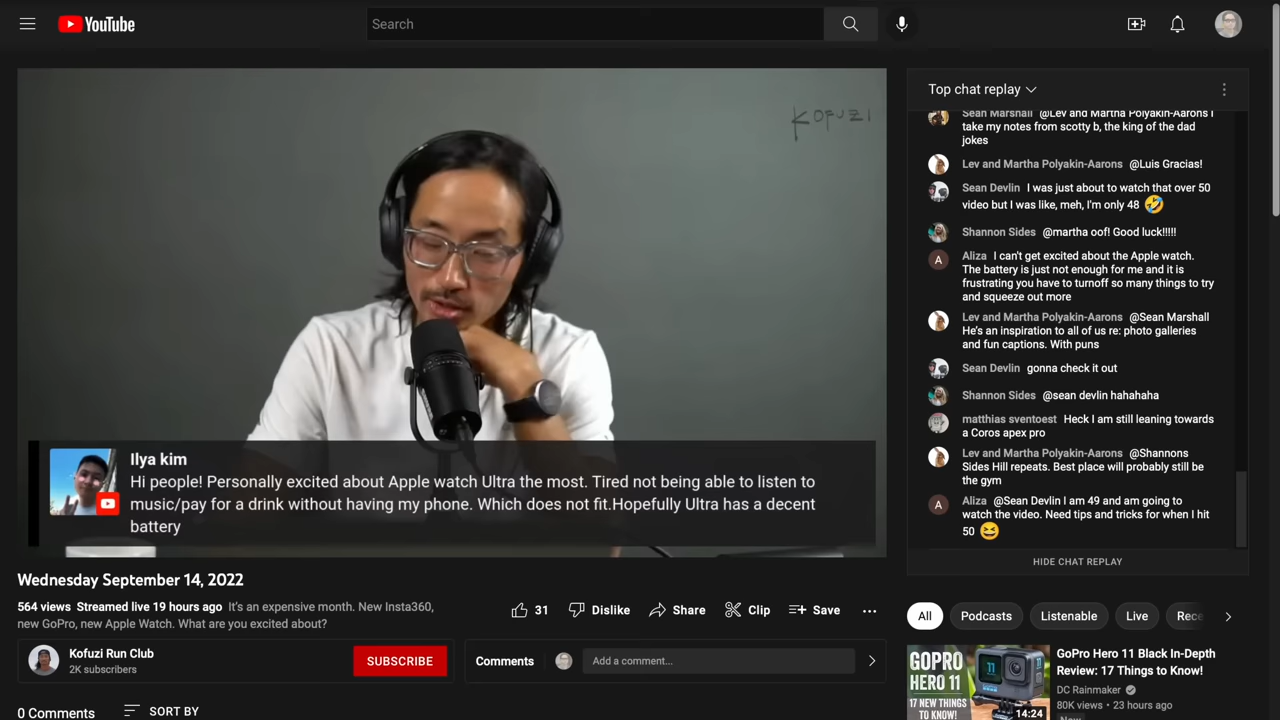 YouTube
Search
KOFUZI
Ilya kim
Hi people! Personally excited about Apple watch Ultra the most. Tired not being able to listen to
music/pay for a drink without having my phone. Which does not fit.Hopefully Ultra has a decent
battery
Wednesday September 14, 2022
564 views Streamed live 19 hours ago It's an expensive month. New Insta360,
new GoPro, new Apple Watch. What are you excited about?
31
Dislike
Share
Clip
Save
Kofuzi Run Club
2K subscribers
SUBSCRIBE
Comments
Add a comment...
0 Comments
SORT BY
Top chat replay
Sean Marshall @Lev and Martha Polyakin-Aarons I
take my notes from scotty b, the king of the dad
jokes
Lev and Martha Polyakin-Aarons @Luis Gracias!
Sean Devlin I was just about to watch that over 50
video but I was like, meh, I'm only 48 🤣
Shannon Sides @martha oof! Good luck!!!!!
A
Aliza I can't get excited about the Apple watch.
The battery is just not enough for me and it is
frustrating you have to turnoff so many things to try
and squeeze out more
Lev and Martha Polyakin-Aarons @Sean Marshall
He's an inspiration to all of us re: photo galleries
and fun captions. With puns
Sean Devlin gonna check it out
Shannon Sides @sean devlin hahahaha
matthias sventoest Heck I am still leaning towards
a Coros apex pro
Lev and Martha Polyakin-Aarons @Shannons
Sides Hill repeats. Best place will probably still be
the gym
A
Aliza @Sean Devlin I am 49 and am going to
watch the video. Need tips and tricks for when I hit
50 😆
HIDE CHAT REPLAY
All
Podcasts
Listenable
Live
Rece
GOPRO
HERO 11
11
17 NEW
THINGS
TO KNOW!
14:24
GoPro Hero 11 Black In-Depth
Review: 17 Things to Know!
DC Rainmaker
80K views • 23 hours ago
New